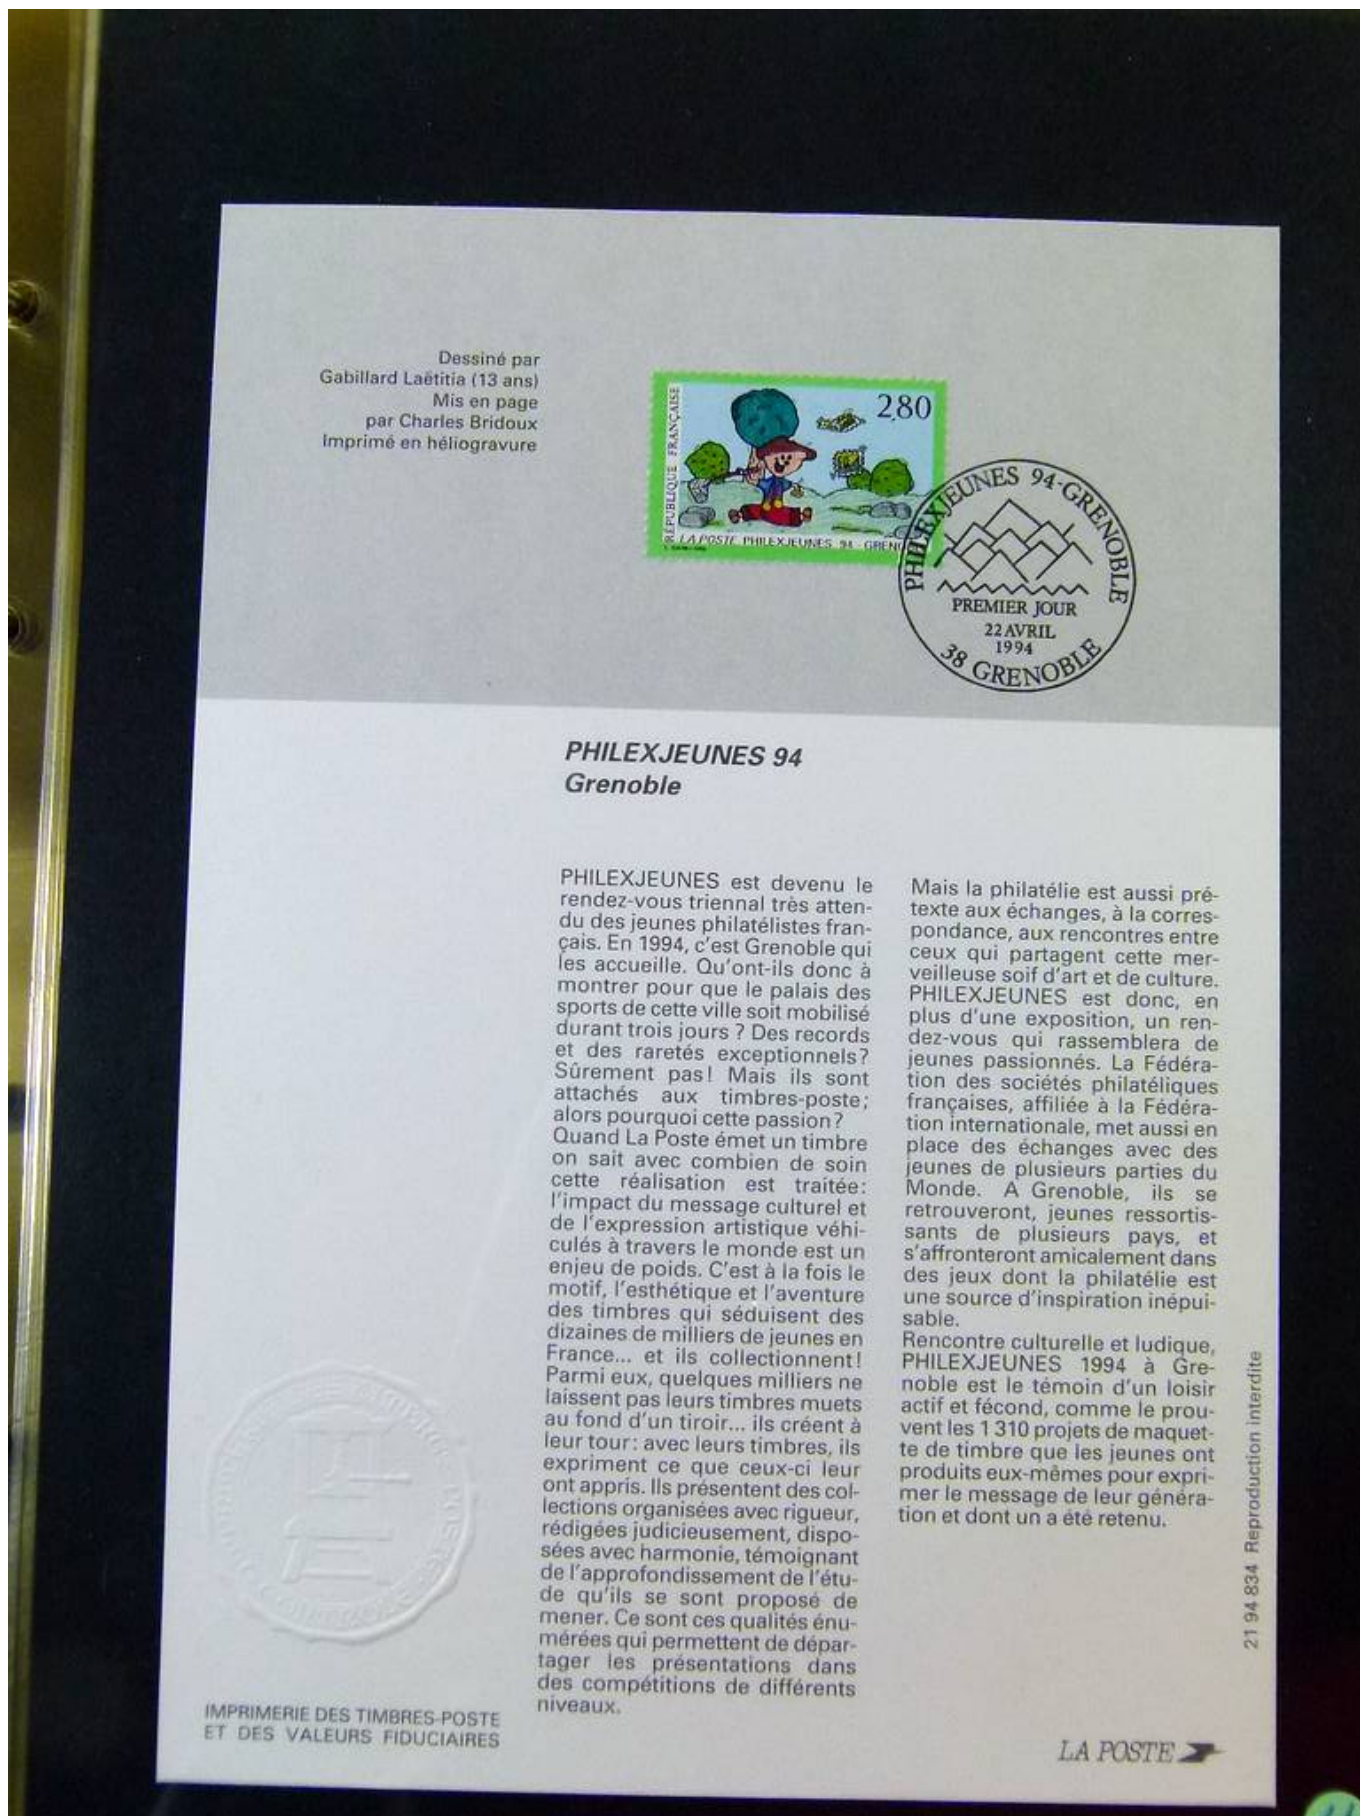 Dessiné par
Gabillard Laëtitia (13 ans)
Mis en page
par Charles Bridoux
Imprimé en héliogravure
2,80
RÉPUBLIQUE FRANÇAISE
LA POSTE PHILEXJEUNES 94 - GRENO
PHILEXJEUNES 94-GRENOBLE
PREMIER JOUR
22 AVRIL
1994
38 GRENOBLE
PHILEXJEUNES 94
Grenoble
PHILEXJEUNES est devenu le
rendez-vous triennal très atten-
du des jeunes philatélistes fran-
çais. En 1994, c'est Grenoble qui
les accueille. Qu'ont-ils donc à
montrer pour que le palais des
sports de cette ville soit mobilisé
durant trois jours ? Des records
et des raretés exceptionnels?
Sûrement pas! Mais ils sont
attachés aux timbres-poste;
alors pourquoi cette passion?
Quand La Poste émet un timbre
on sait avec combien de soin
cette réalisation est traitée:
l'impact du message culturel et
de l'expression artistique véhi-
culés à travers le monde est un
enjeu de poids. C'est à la fois le
motif, l'esthétique et l'aventure
des timbres qui séduisent des
dizaines de milliers de jeunes en
France... et ils collectionnent!
Parmi eux, quelques milliers ne
laissent pas leurs timbres muets
au fond d'un tiroir... ils créent à
leur tour: avec leurs timbres, ils
expriment ce que ceux-ci leur
ont appris. Ils présentent des col-
lections organisées avec rigueur,
rédigées judicieusement, dispo-
sées avec harmonie, témoignant
de l'approfondissement de l'étu-
de qu'ils se sont proposé de
mener. Ce sont ces qualités énu-
mérées qui permettent de dépar-
tager les présentations dans
des compétitions de différents
niveaux.
Mais la philatélie est aussi pré-
texte aux échanges, à la corres-
pondance, aux rencontres entre
ceux qui partagent cette mer-
veilleuse soif d'art et de culture.
PHILEXJEUNES est donc, en
plus d'une exposition, un ren-
dez-vous qui rassemblera de
jeunes passionnés. La Fédéra-
tion des sociétés philatéliques
françaises, affiliée à la Fédéra-
tion internationale, met aussi en
place des échanges avec des
jeunes de plusieurs parties du
Monde. A Grenoble, ils se
retrouveront, jeunes ressortis-
sants de plusieurs pays, et
s'affronteront amicalement dans
des jeux dont la philatélie est
une source d'inspiration inépui-
sable.
Rencontre culturelle et ludique,
PHILEXJEUNES 1994 à Gre-
noble est le témoin d'un loisir
actif et fécond, comme le prou-
vent les 1 310 projets de maquet-
te de timbre que les jeunes ont
produits eux-mêmes pour expri-
mer le message de leur généra-
tion et dont un a été retenu.
21 94 834 Reproduction interdite
IMPRIMERIE DES TIMBRES-POSTE
ET DES VALEURS FIDUCIAIRES
LA POSTE